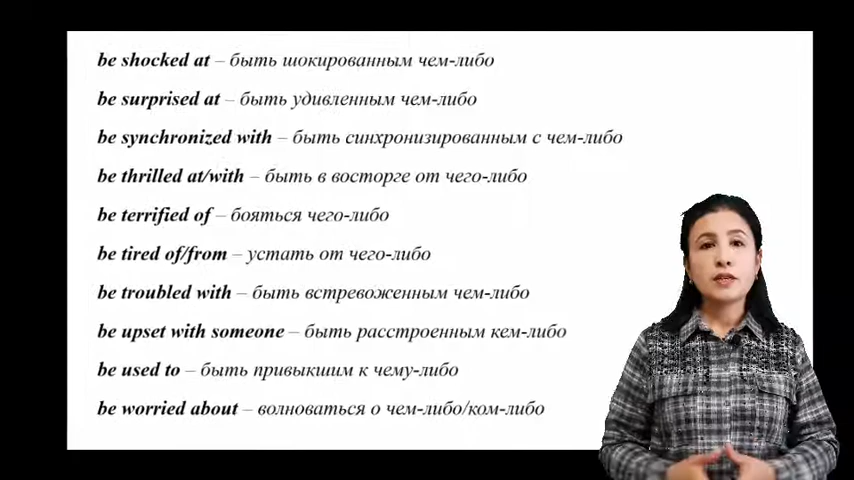 be shocked at – быть шокированным чем-либо
be surprised at – быть удивленным чем-либо
be synchronized with – быть синхронизированным с чем-либо
be thrilled at/with – быть в восторге от чего-либо
be terrified of – бояться чего-либо
be tired of/from – устать от чего-либо
be troubled with – быть встревоженным чем-либо
be upset with someone – быть расстроенным кем-либо
be used to – быть привыкшим к чему-либо
be worried about – волноваться о чем-либо/ком-либо